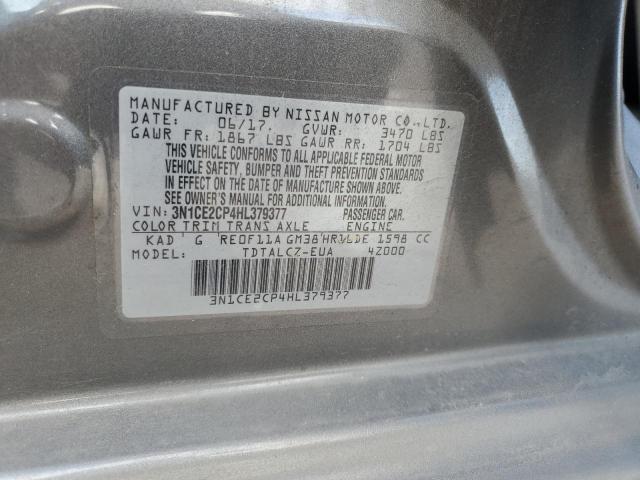 MANUFACTURED BY NISSAN MOTOR CO.,LTD.
DATE: 06/17. GVWR: 3470 LBS
GAWR FR: 1867 LBS GAWR RR: 1704 LBS
THIS VEHICLE CONFORMS TO ALL APPLICABLE FEDERAL MOTOR
VEHICLE SAFETY, BUMPER AND THEFT PREVENTION STANDARDS
IN EFFECT ON THE DATE OF MANUFACTURE SHOWN ABOVE.
SEE OWNER'S MANUAL FOR ADDITIONAL INFORMATION.
VIN: 3N1CE2CP4HL379377 PASSENGER CAR.
COLOR TRIM TRANS AXLE ENGINE
KAD G RE0F11A GM38 HR16DE 1598 CC
MODEL: TDTALCZ-EUA 4Z000
3N1CE2CP4HL379377